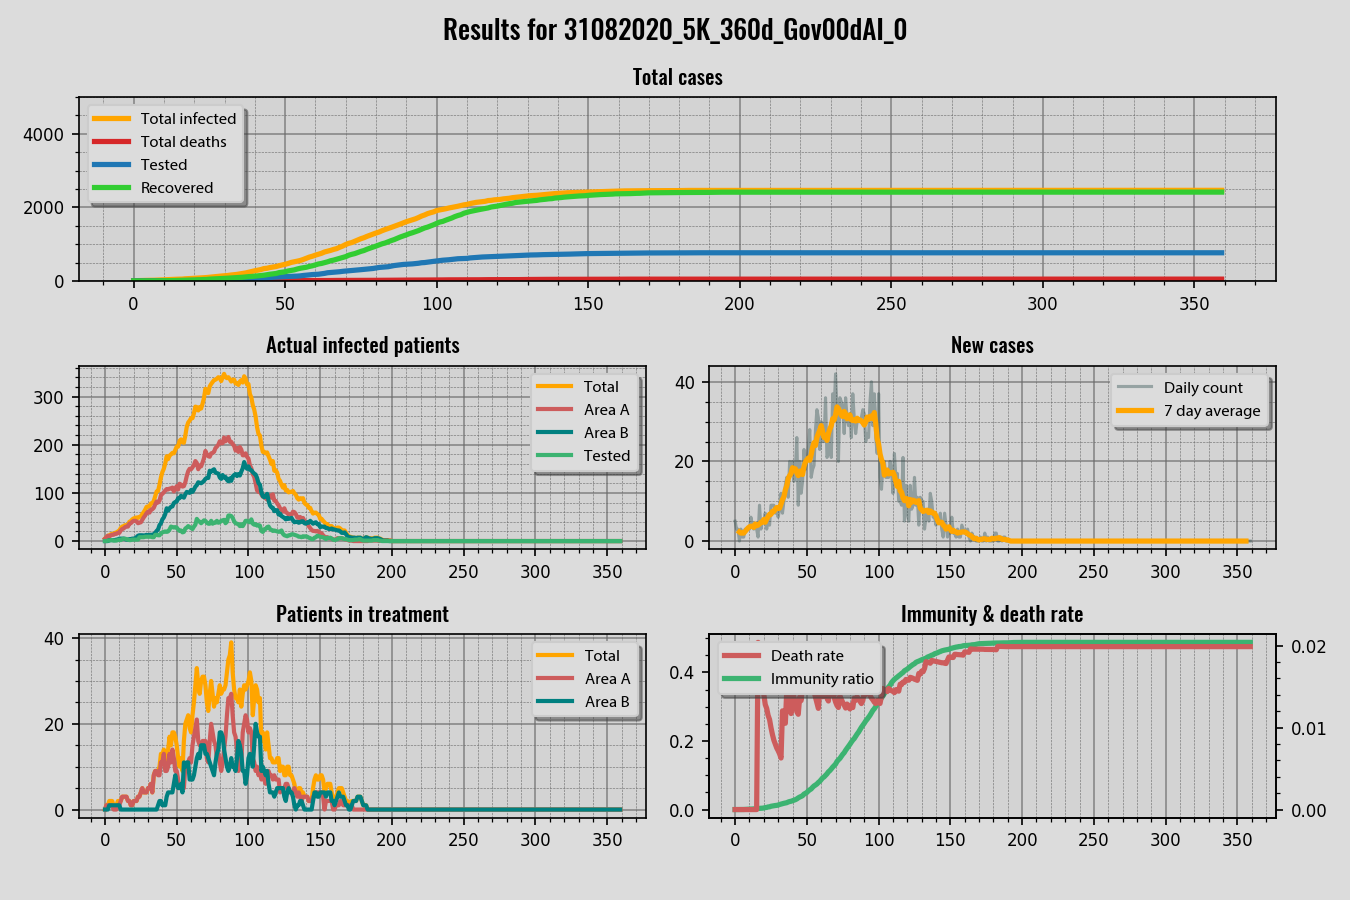 Results for 31082020_5K_360d_Gov00dAI_0
Total cases
Total infected
Total deaths
Tested
Recovered
4000
2000
0
0 50 100 150 200 250 300 350
Actual infected patients
Total
Area A
Area B
Tested
300
200
100
0
0 50 100 150 200 250 300 350
New cases
Daily count
7 day average
40
20
0
0 50 100 150 200 250 300 350
Patients in treatment
Total
Area A
Area B
40
20
0
0 50 100 150 200 250 300 350
Immunity & death rate
Death rate
Immunity ratio
0.4
0.2
0.0
0.02
0.01
0.00
0 50 100 150 200 250 300 350